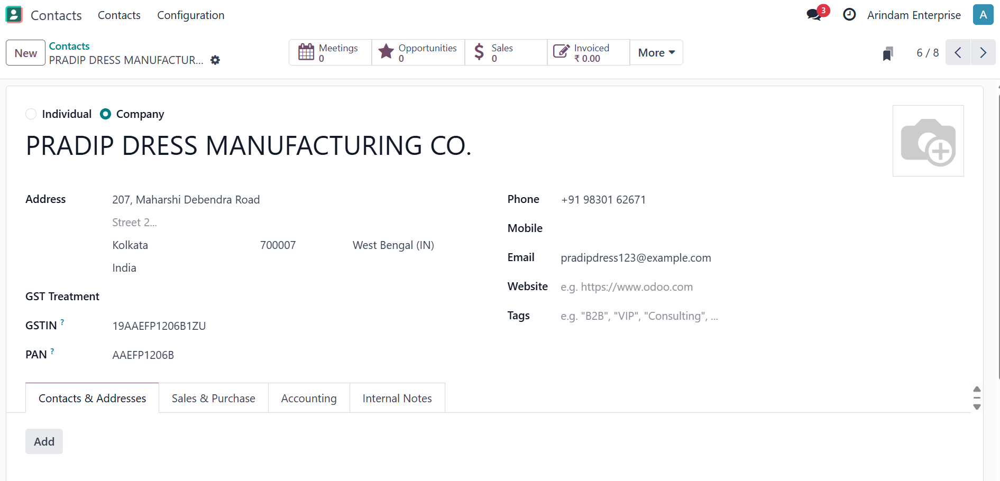 Contacts Contacts Configuration 3 Arindam Enterprise A
New Contacts
PRADIP DRESS MANUFACTUR...
Meetings
0
Opportunities
0
Sales
0
Invoiced
₹ 0.00
More
6 / 8
Individual Company
PRADIP DRESS MANUFACTURING CO.
Address 207, Maharshi Debendra Road
Street 2...
Kolkata 700007 West Bengal (IN)
India
GST Treatment
GSTIN ? 19AAEFP1206B1ZU
PAN ? AAEFP1206B
Phone +91 98301 62671
Mobile
Email pradipdress123@example.com
Website e.g. https://www.odoo.com
Tags e.g. "B2B", "VIP", "Consulting", ...
Contacts & Addresses Sales & Purchase Accounting Internal Notes
Add